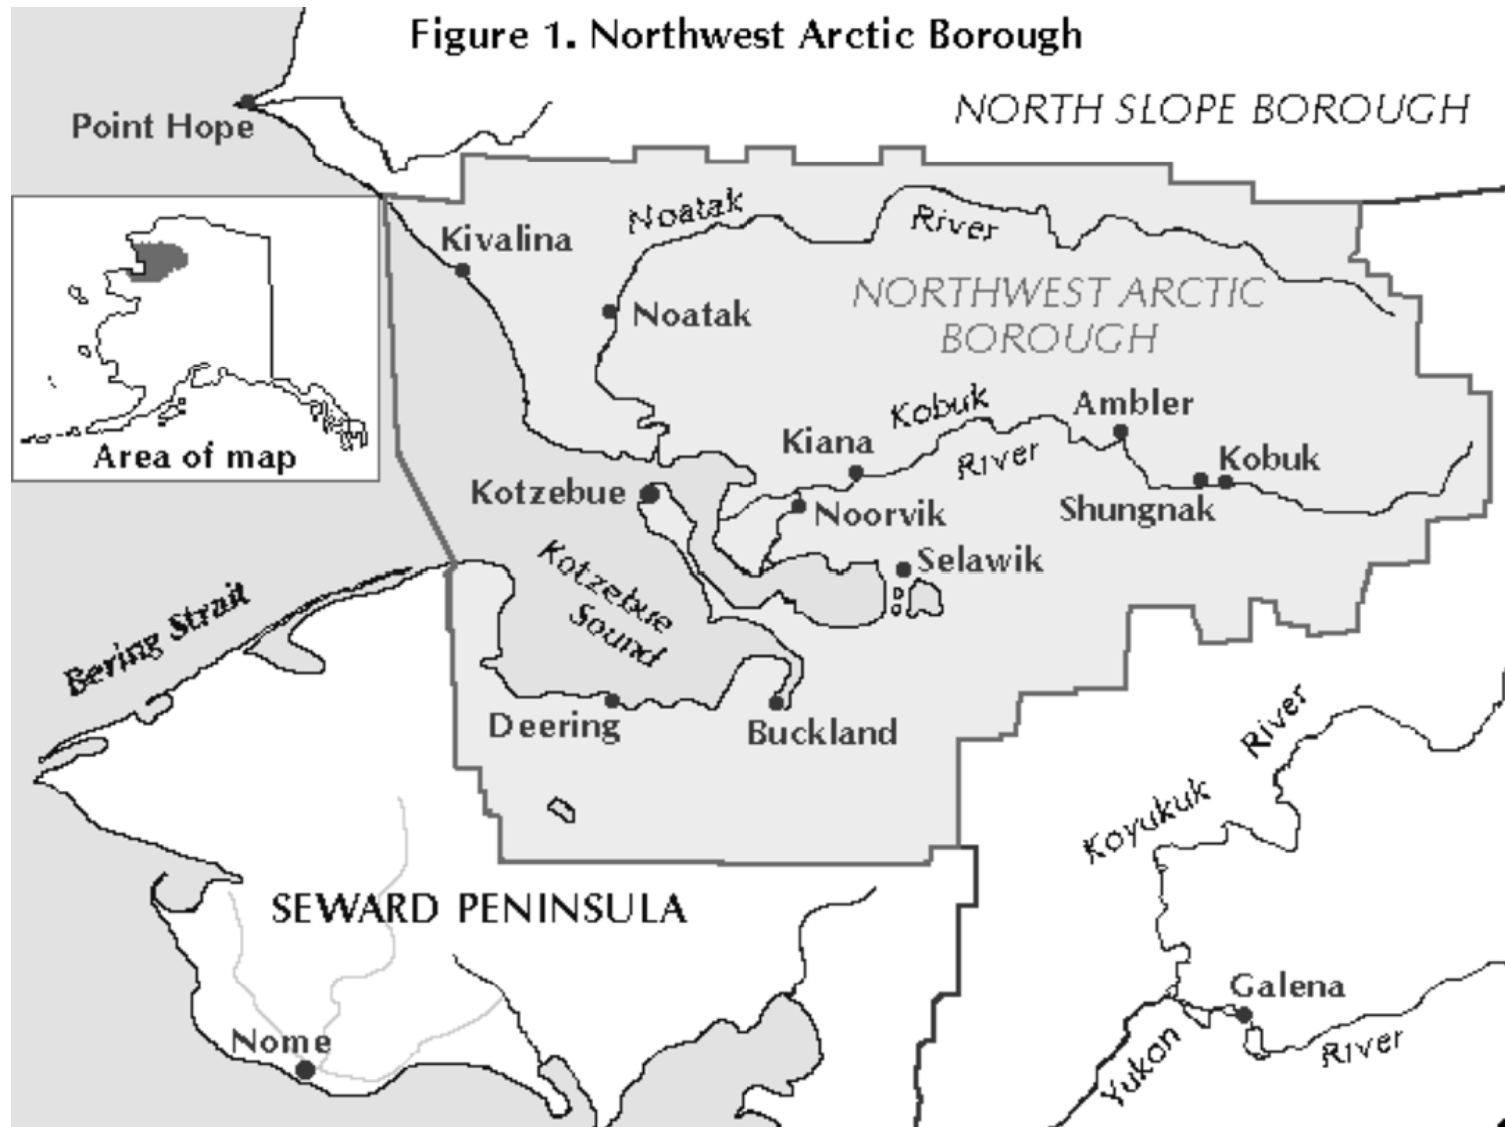 Figure 1. Northwest Arctic Borough
NORTH SLOPE BOROUGH
Point Hope
Noatak
River
Kivalina
NORTHWEST ARCTIC
BOROUGH
Noatak
Area of map
Kobuk
River
Ambler
Kiana
Kobuk
Kotzebue
Shungnak
Noorvik
Selawik
Kotzebue
Sound
Bering Strait
Deering
Buckland
Koyukuk
River
SEWARD PENINSULA
Galena
Nome
Yukon
River